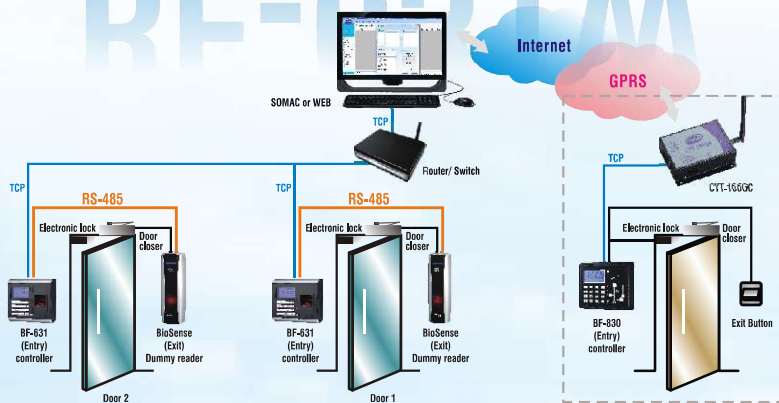 Internet
GPRS
SOMAC or WEB
TCP
Router/ Switch
TCP
TCP
TCP
RS-485
RS-485
Electronic lock
Door
closer
Electronic lock
Door
closer
Electronic lock
Door
closer
BF-631
(Entry)
controller
BioSense
(Exit)
Dummy reader
BF-631
(Entry)
controller
BioSense
(Exit)
Dummy reader
BF-830
(Entry)
controller
Exit Button
Door 2
Door 1